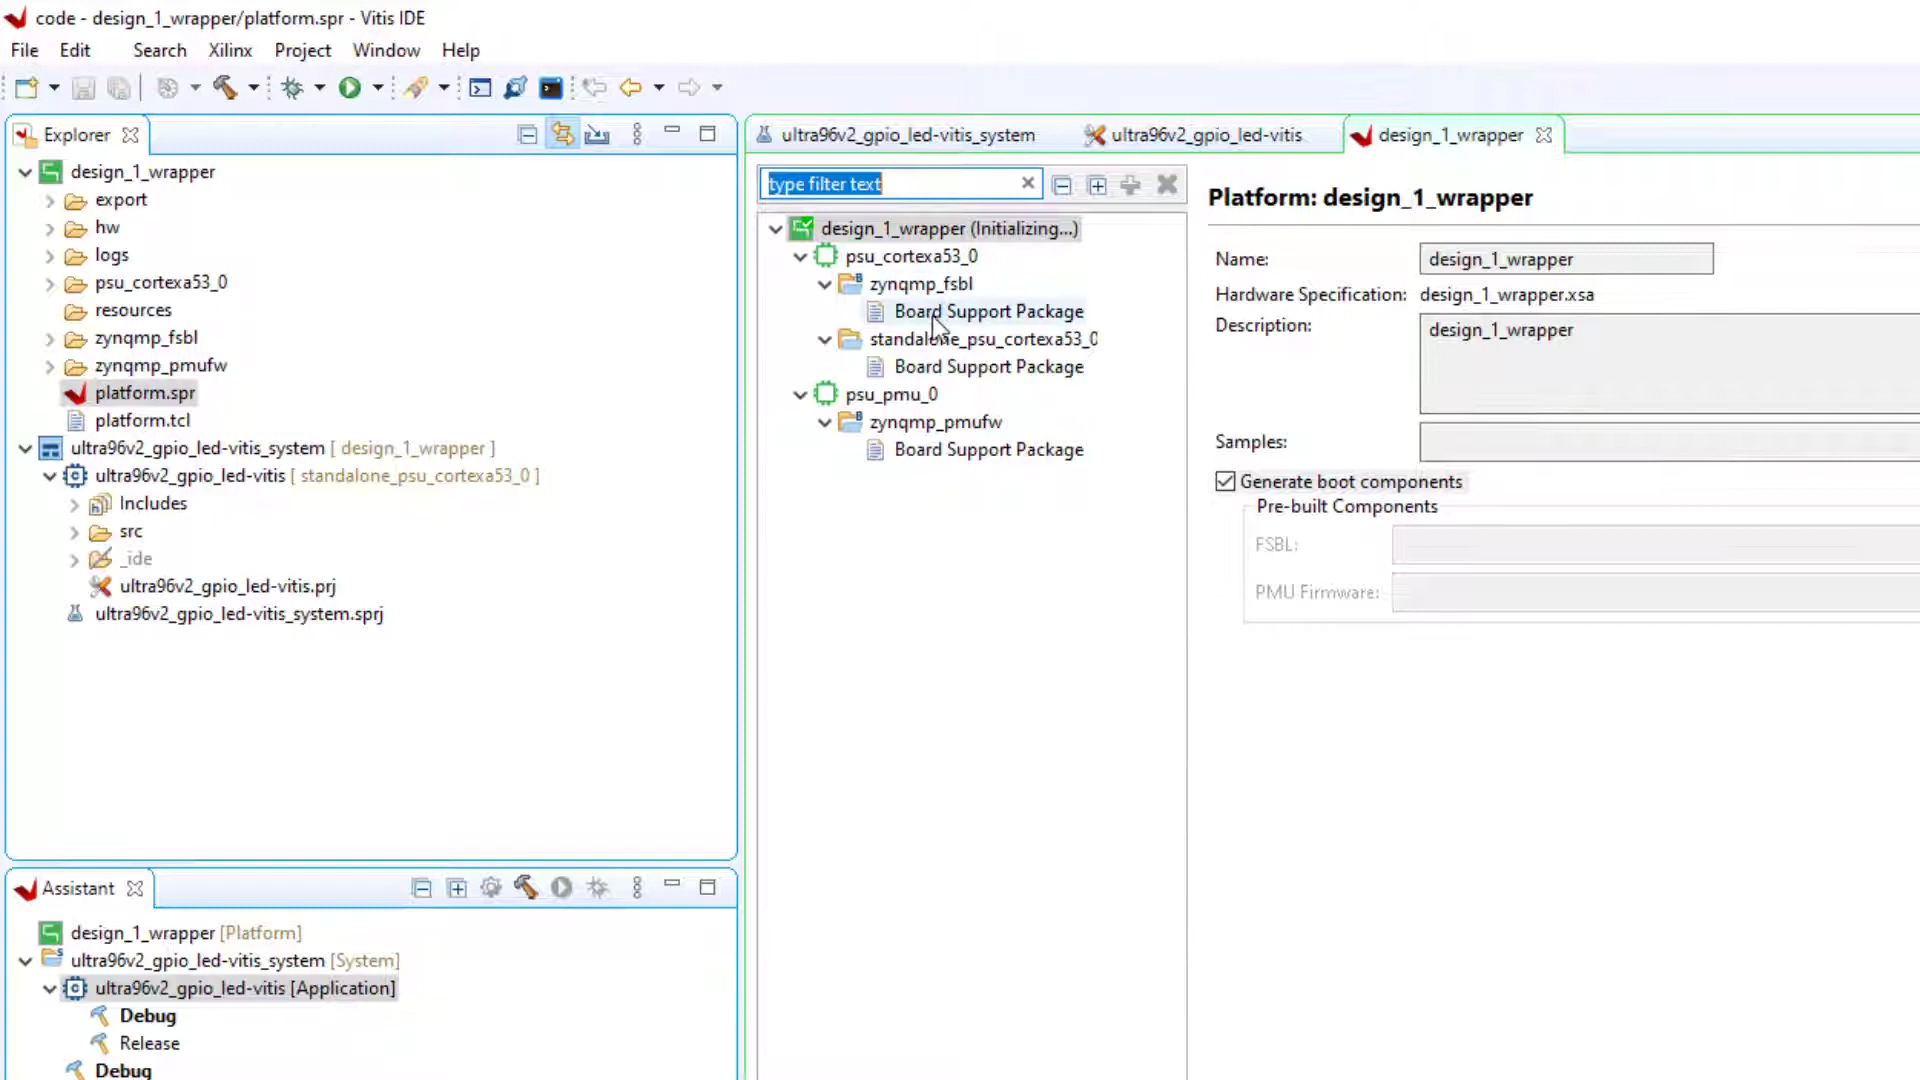 code - design_1_wrapper/platform.spr - Vitis IDE
File Edit Search Xilinx Project Window Help
Explorer
design_1_wrapper
export
hw
logs
psu_cortexa53_0
resources
zynqmp_fsbl
zynqmp_pmufw
platform.spr
platform.tcl
ultra96v2_gpio_led-vitis_system [ design_1_wrapper ]
ultra96v2_gpio_led-vitis [ standalone_psu_cortexa53_0 ]
Includes
src
_ide
ultra96v2_gpio_led-vitis.prj
ultra96v2_gpio_led-vitis_system.sprj
Assistant
design_1_wrapper [Platform]
ultra96v2_gpio_led-vitis_system [System]
ultra96v2_gpio_led-vitis [Application]
Debug
Release
Debug
ultra96v2_gpio_led-vitis_system ultra96v2_gpio_led-vitis design_1_wrapper
type filter text
design_1_wrapper (Initializing...)
psu_cortexa53_0
zynqmp_fsbl
Board Support Package
standalone_psu_cortexa53_0
Board Support Package
psu_pmu_0
zynqmp_pmufw
Board Support Package
Platform: design_1_wrapper
Name: design_1_wrapper
Hardware Specification: design_1_wrapper.xsa
Description: design_1_wrapper
Samples:
Generate boot components
Pre-built Components
FSBL:
PMU Firmware: